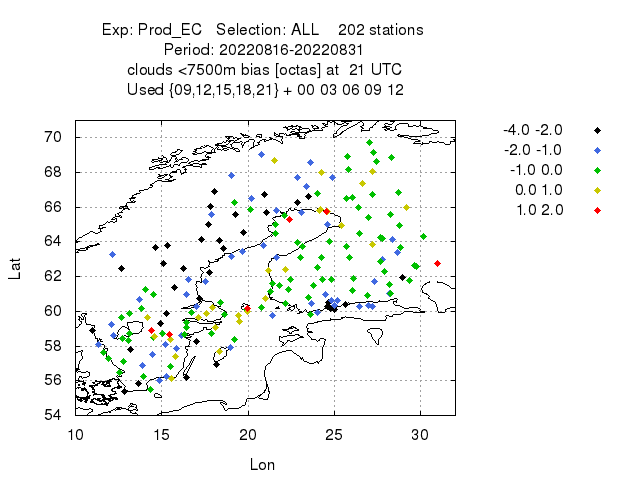 Exp: Prod_EC   Selection: ALL    202 stations
Period: 20220816-20220831
clouds <7500m bias [octas] at  21 UTC
Used {09,12,15,18,21} + 00 03 06 09 12
-4.0 -2.0
-2.0 -1.0
-1.0 0.0
0.0 1.0
1.0 2.0
70
68
66
64
62
60
58
56
54
Lat
10 15 20 25 30
Lon